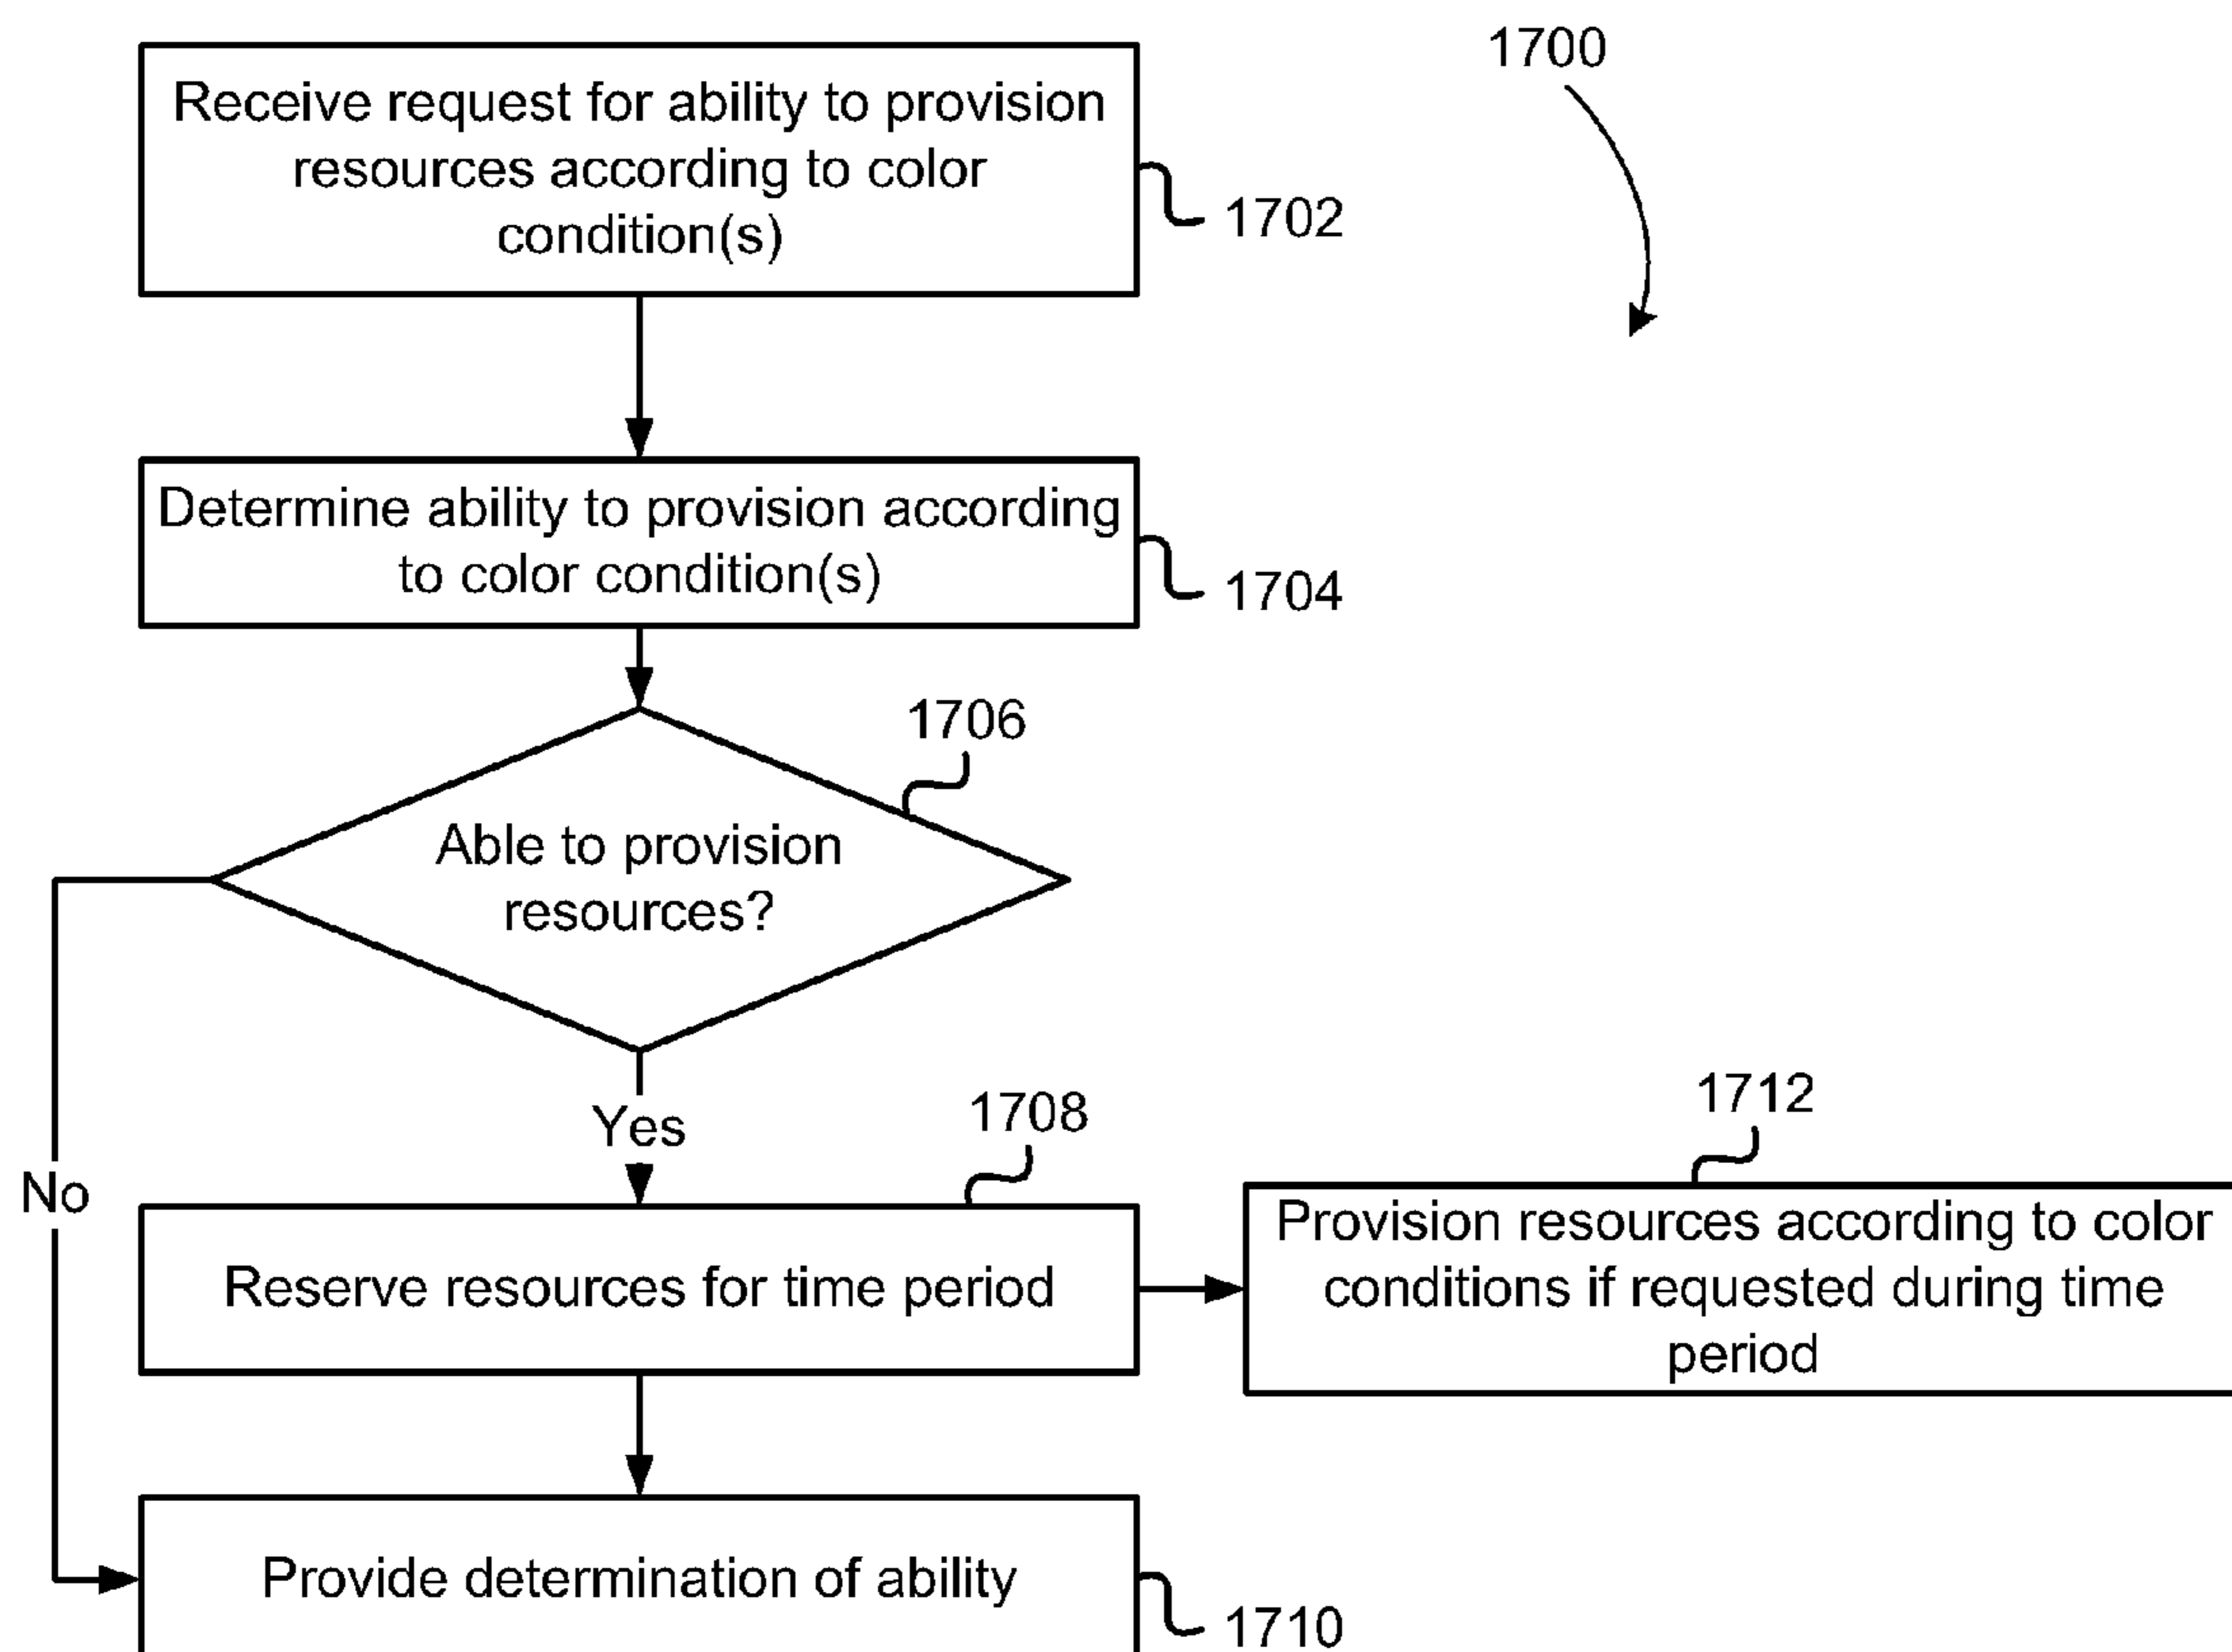 1700
Receive request for ability to provision
resources according to color
condition(s)
1702
Determine ability to provision according
to color condition(s)
1704
1706
Able to provision
resources?
Yes
No
1708
Reserve resources for time period
1712
Provision resources according to color
conditions if requested during time
period
Provide determination of ability
1710